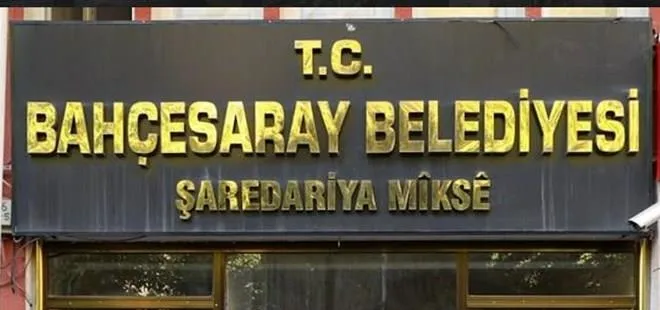 T.C.
BAHÇESARAY BELEDİYESİ
ŞAREDARİYA MÎKSÊ